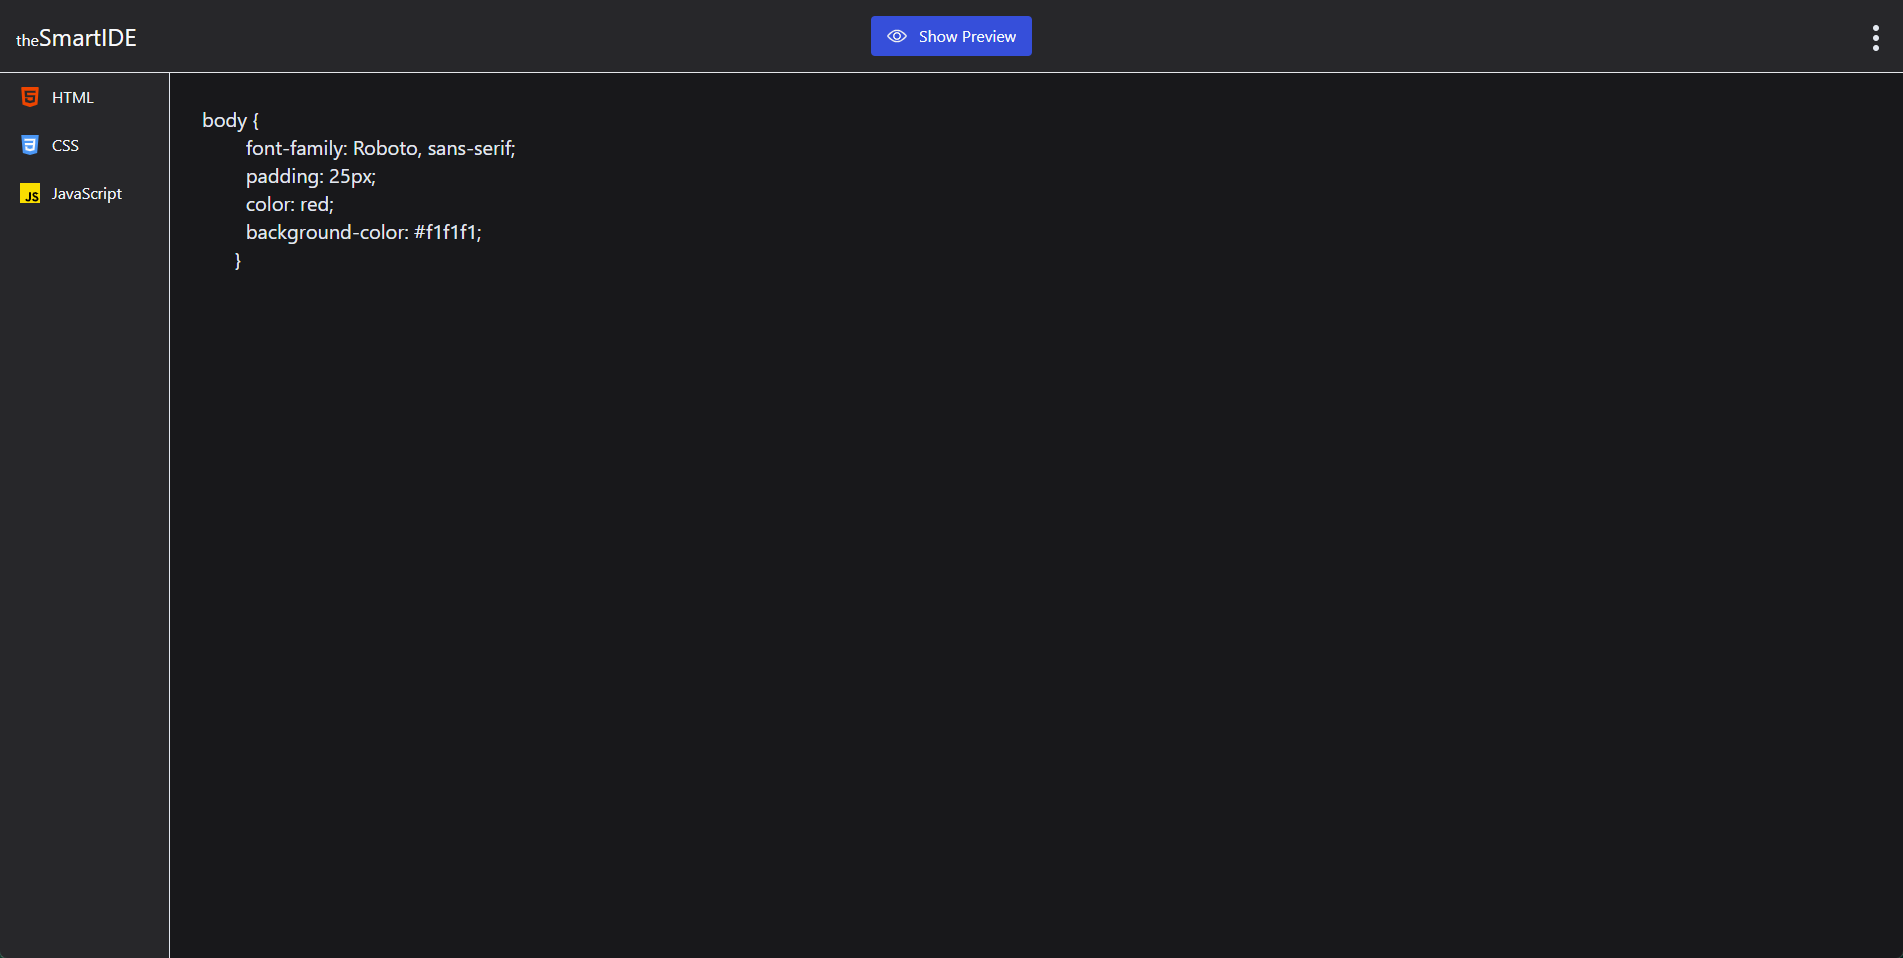 theSmartIDE
Show Preview
HTML
CSS
JS JavaScript
body {
font-family: Roboto, sans-serif;
padding: 25px;
color: red;
background-color: #f1f1f1;
}